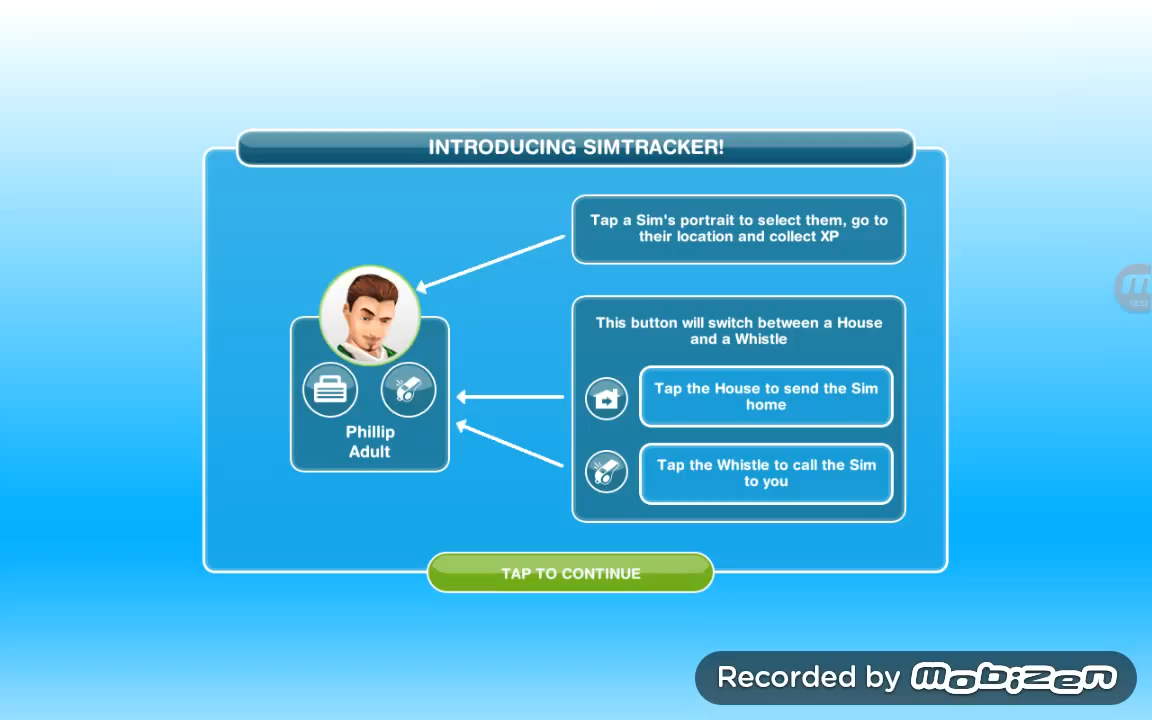 INTRODUCING SIMTRACKER!
Tap a Sim's portrait to select them, go to
their location and collect XP
This button will switch between a House
and a Whistle
Tap the House to send the Sim
home
Tap the Whistle to call the Sim
to you
Phillip
Adult
TAP TO CONTINUE
Recorded by mobizen